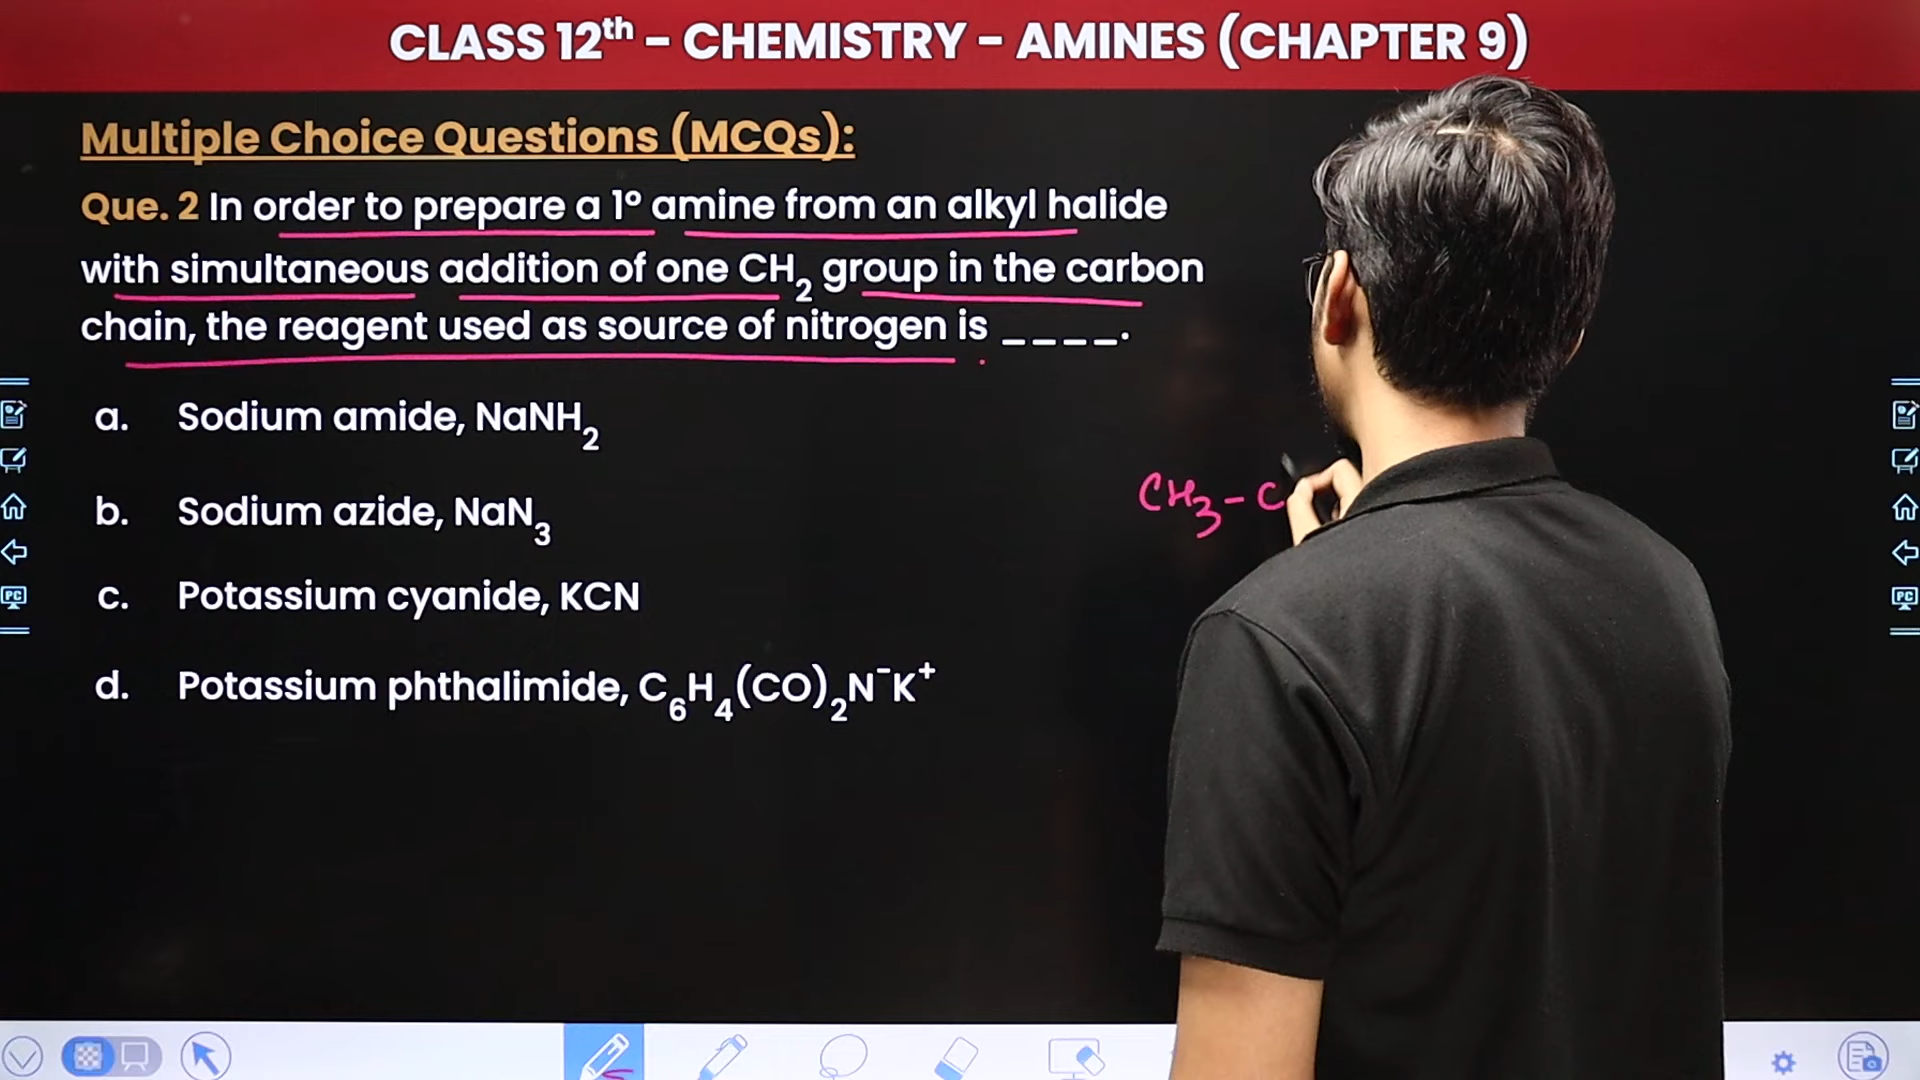 CLASS 12th - CHEMISTRY - AMINES (CHAPTER 9)
Multiple Choice Questions (MCQs):
Que. 2 In order to prepare a 1° amine from an alkyl halide
with simultaneous addition of one CH₂ group in the carbon
chain, the reagent used as source of nitrogen is ____.
a. Sodium amide, NaNH₂
b. Sodium azide, NaN₃
CH₃-C
c. Potassium cyanide, KCN
d. Potassium phthalimide, C₆H₄(CO)₂N⁻K⁺
PC
PC